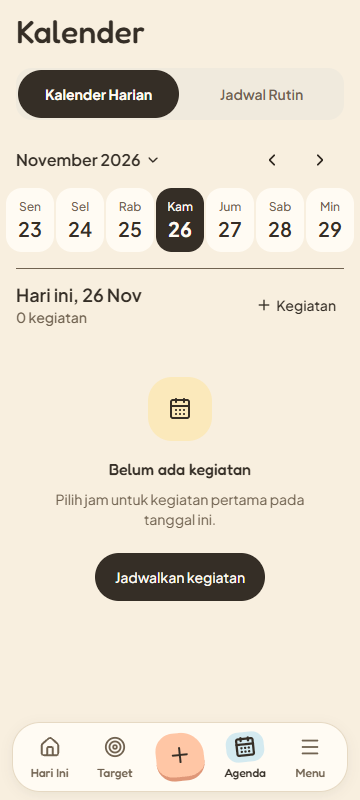 Kalender
Kalender Harian
Jadwal Rutin
November 2026
Sen
23
Sel
24
Rab
25
Kam
26
Jum
27
Sab
28
Min
29
Hari ini, 26 Nov
0 kegiatan
+ Kegiatan
Belum ada kegiatan
Pilih jam untuk kegiatan pertama pada
tanggal ini.
Jadwalkan kegiatan
Hari Ini
Target
Agenda
Menu